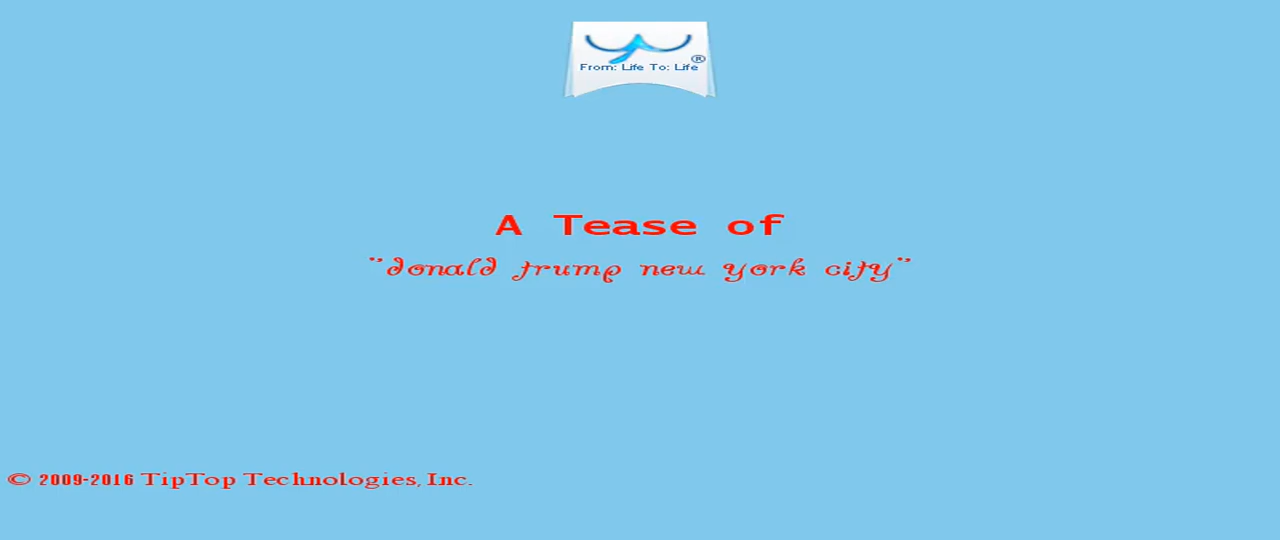 From: Life To: Life®
A Tease of
"donald trump new york city"
© 2009-2016 TipTop Technologies, Inc.